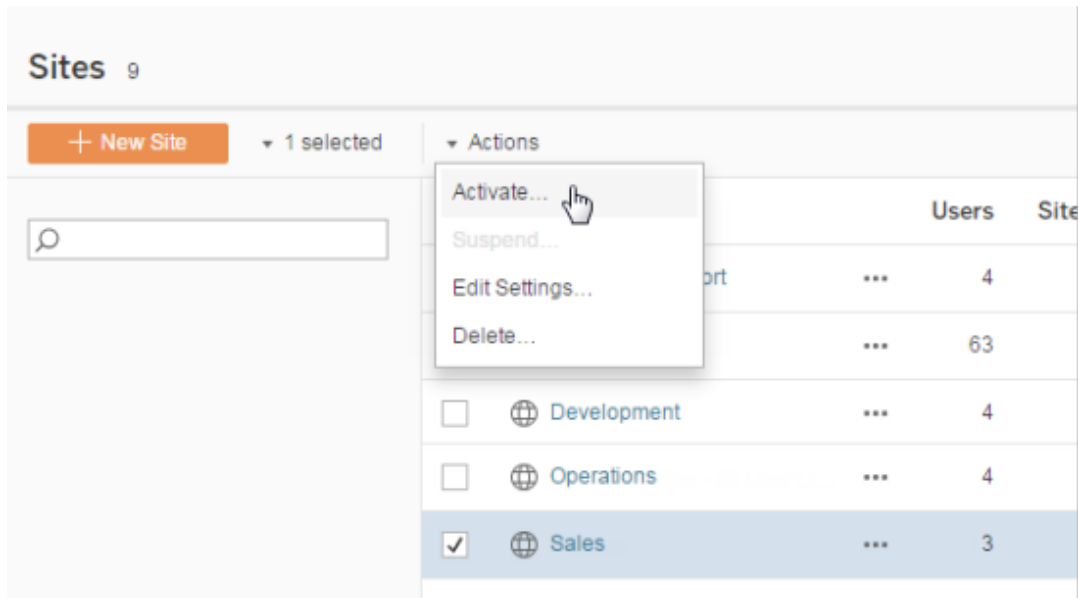 Sites 9
+ New Site 1 selected Actions
Activate...
Users Site
Suspend...
ort ... 4
Edit Settings...
Delete...
... 63
Development ... 4
Operations ... 4
Sales ... 3